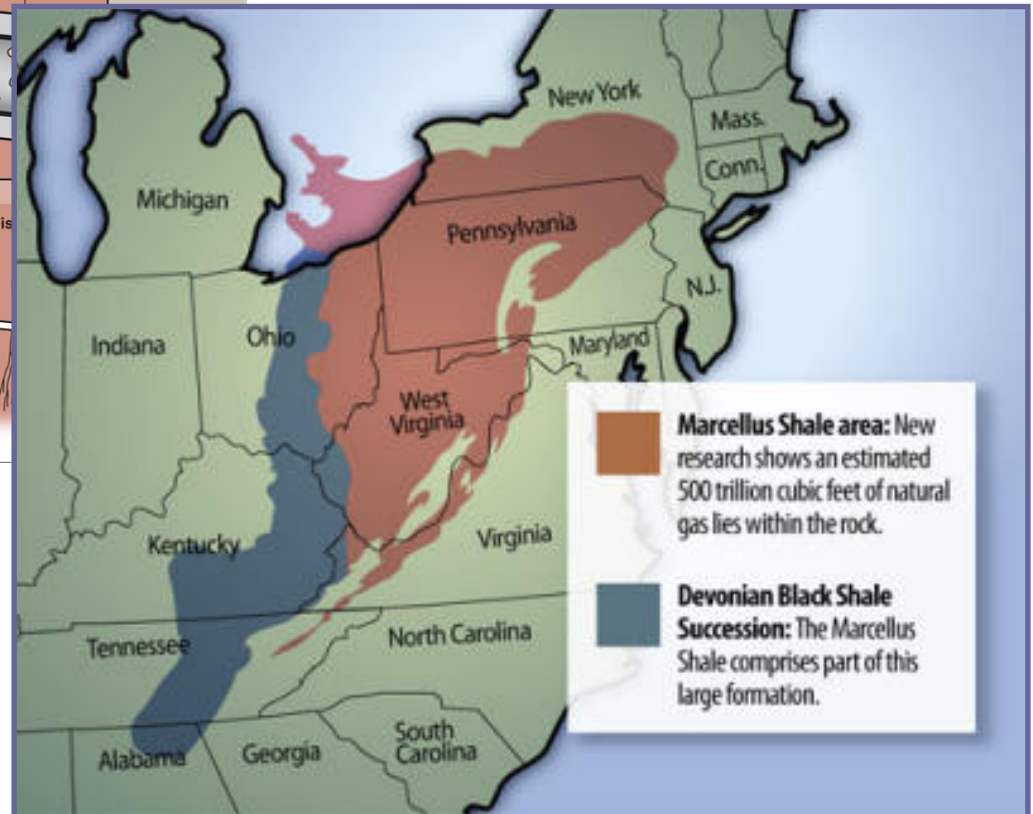 New York
Mass.
Conn.
Michigan
Pennsylvania
N.J.
Indiana
Ohio
Maryland
West
Virginia
Kentucky
Virginia
Tennessee
North Carolina
South
Carolina
Alabama
Georgia
Marcellus Shale area: New
research shows an estimated
500 trillion cubic feet of natural
gas lies within the rock.
Devonian Black Shale
Succession: The Marcellus
Shale comprises part of this
large formation.